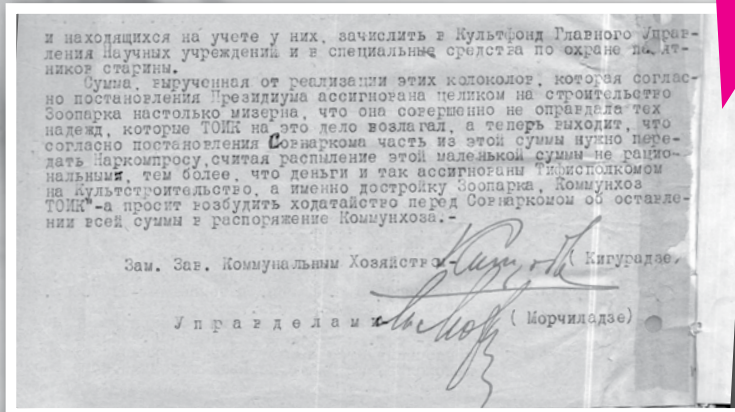 и находящихся на учете у них, зачислить в Культфонд Главного Управ-
ления Научных учреждений и в специальные средства по охране памят-
ников старины.
Сумма, вырученная от реализации этих колоколов, которая соглас-
но постановления Президиума ассигнована целиком на строительство
Зоопарка настолько мизерна, что она совершенно не оправдала тех
надежд, которые ТОИК на это дело возлагал, а теперь выходит, что
согласно постановления Совнаркома часть из этой суммы нужно пере-
дать Наркомпросу,считая распыление этой маленькой суммы не рацио-
нальным, тем более, что деньги и так ассигнованы Тифисполкомом
на Культстроительство, а именно достройку Зоопарка, Коммунхоз
ТОИК"-а просит возбудить ходатайство перед Совнаркомом об оставле-
нии всей суммы в распоряжение Коммунхоза.-
Зам. Зав. Коммунальным Хозяйством- ( Кигурадзе.
Управделами ( Морчиладзе)